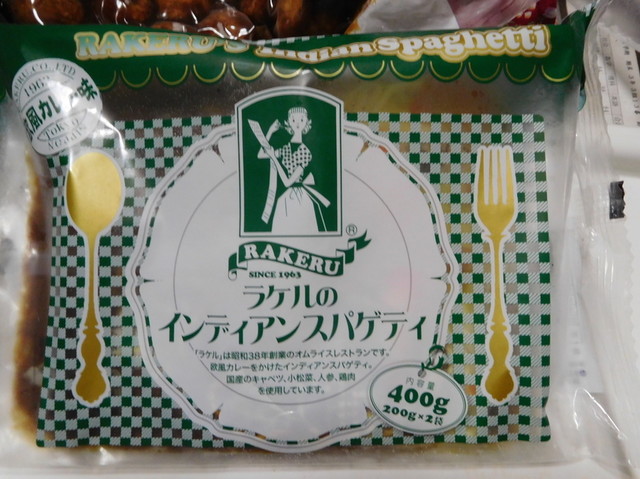 RAKERU'S Indian Spaghetti
RAKERU CO., LTD
1963
風カレー味
Tokyo
RAKERU
®
SINCE 1963
ラケルの
インディアンスパゲティ
「ラケル」は昭和38年創業のオムライスレストランです。
欧風カレーをかけたインディアンスパゲティ。
国産のキャベツ、小松菜、人参、鶏肉
を使用しています。
内容量
400g
200g×2袋